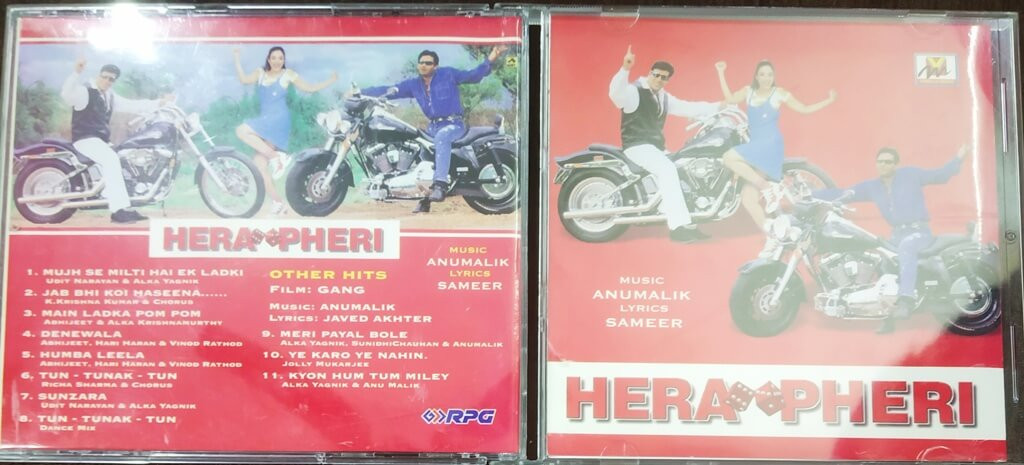 HERA PHERI
1. MUJH SE MILTI HAI EK LADKI
UDIT NARAYAN & ALKA YAGNIK
2. JAB BHI KOI HASEENA......
K.KRISHNA KUMAR & CHORUS
3. MAIN LADKA POM POM
ABHIJEET & ALKA KRISHNAMURTHY
4. DENEWALA
ABHIJEET, HARI HARAN & VINOD RATHOD
5. HUMBA LEELA
ABHIJEET, HARI HARAN & VINOD RATHOD
6. TUN - TUNAK - TUN
RICHA SHARMA & CHORUS
7. SUNZARA
UDIT NARAYAN & ALKA YAGNIK
8. TUN - TUNAK - TUN
DANCE MIX
OTHER HITS
FILM: GANG
MUSIC: ANUMALIK
LYRICS: JAVED AKHTER
9. MERI PAYAL BOLE
ALKA YAGNIK, SUNIDHICHAUHAN & ANUMALIK
10. YE KARO YE NAHIN.
JOLLY MUKARJEE
11. KYON HUM TUM MILEY
ALKA YAGNIK & ANU MALIK
MUSIC
ANUMALIK
LYRICS
SAMEER
RPG
MUSIC
ANUMALIK
LYRICS
SAMEER
HERA PHERI